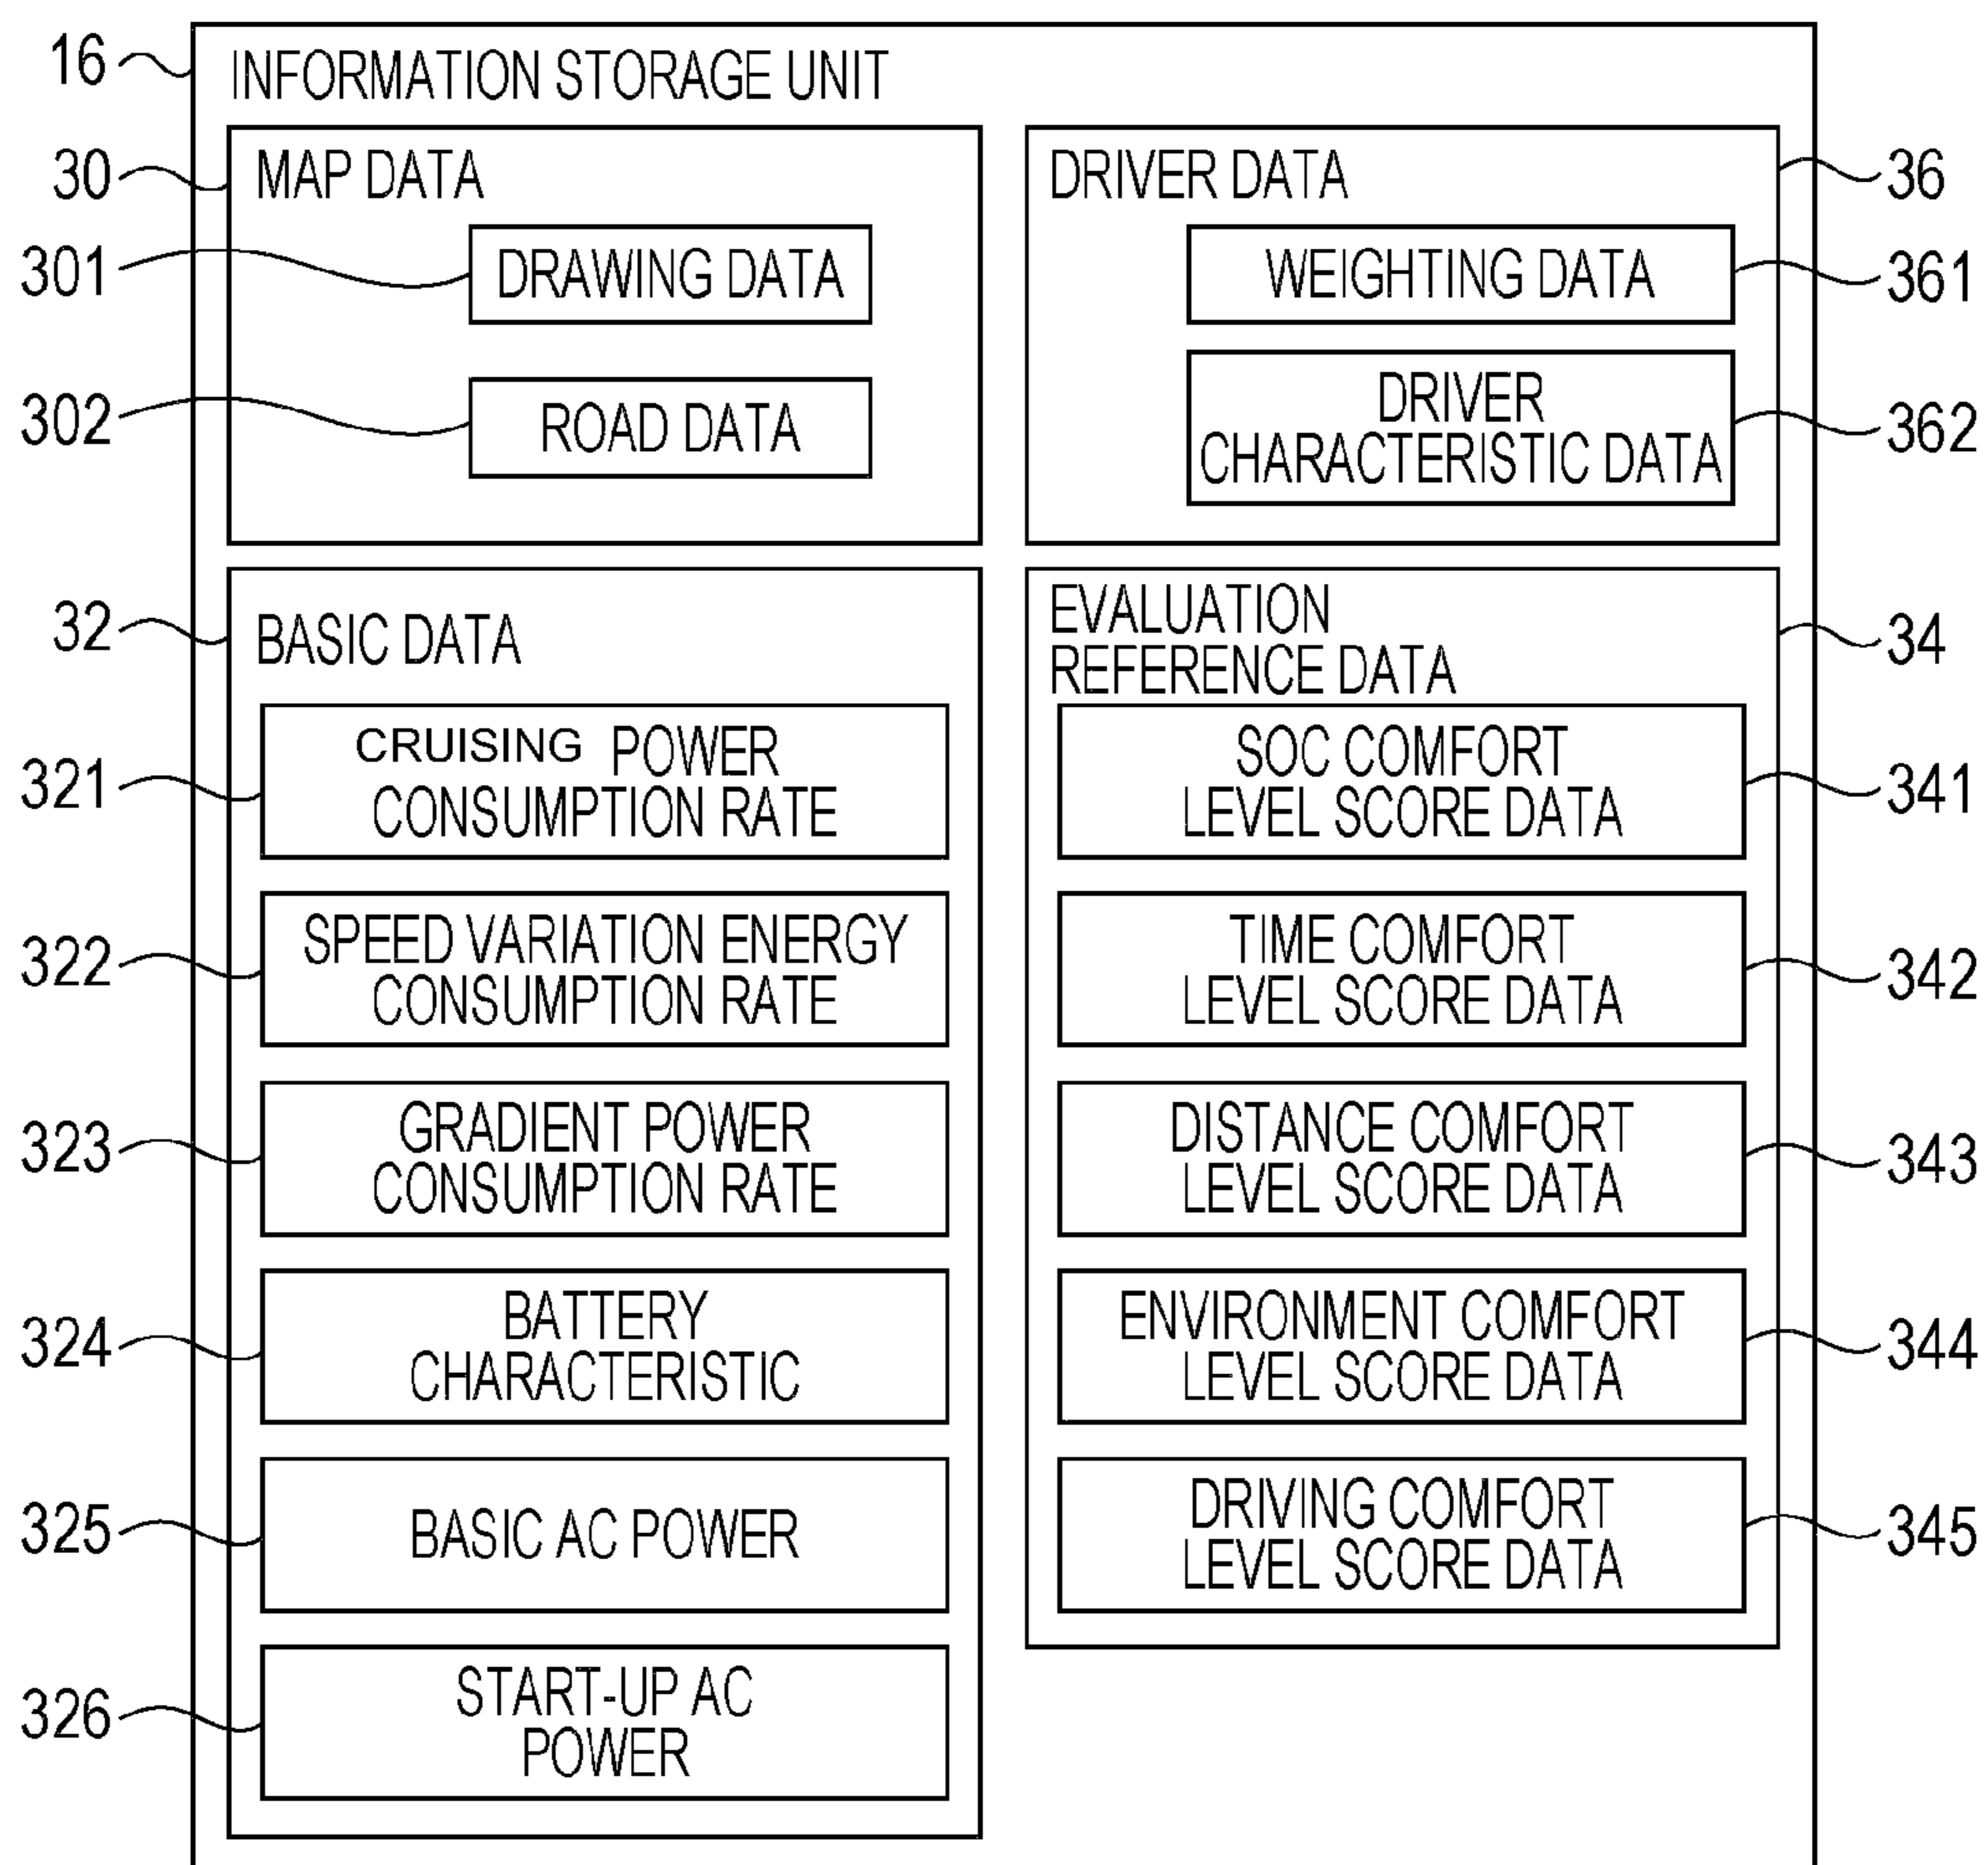 16
INFORMATION STORAGE UNIT
30
MAP DATA
301
DRAWING DATA
302
ROAD DATA
DRIVER DATA
36
WEIGHTING DATA
361
DRIVER
CHARACTERISTIC DATA
362
32
BASIC DATA
321
CRUISING POWER
CONSUMPTION RATE
322
SPEED VARIATION ENERGY
CONSUMPTION RATE
323
GRADIENT POWER
CONSUMPTION RATE
324
BATTERY
CHARACTERISTIC
325
BASIC AC POWER
326
START-UP AC
POWER
EVALUATION
REFERENCE DATA
34
SOC COMFORT
LEVEL SCORE DATA
341
TIME COMFORT
LEVEL SCORE DATA
342
DISTANCE COMFORT
LEVEL SCORE DATA
343
ENVIRONMENT COMFORT
LEVEL SCORE DATA
344
DRIVING COMFORT
LEVEL SCORE DATA
345